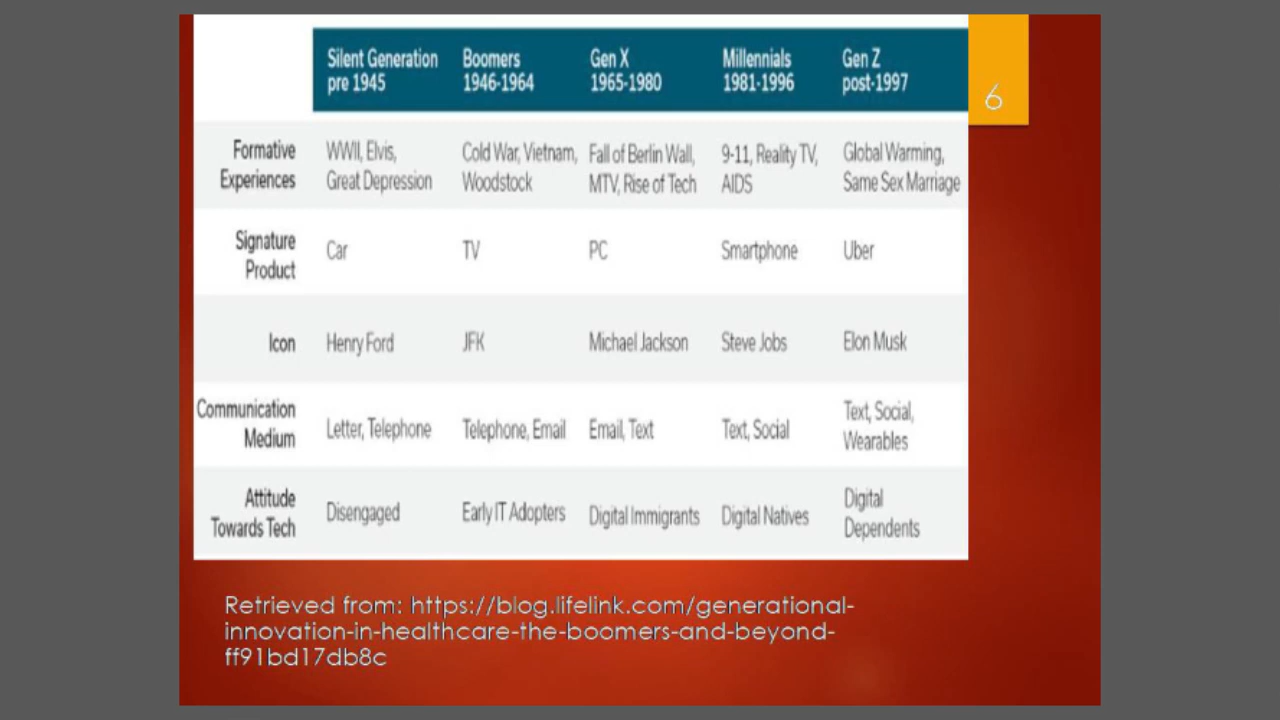 Silent Generation Boomers Gen X Millennials Gen Z
pre 1945 1946-1964 1965-1980 1981-1996 post-1997
6
Formative WWII, Elvis, Cold War, Vietnam, Fall of Berlin Wall, 9-11, Reality TV, Global Warming,
Experiences Great Depression Woodstock MTV, Rise of Tech AIDS Same Sex Marriage
Signature
Product Car TV PC Smartphone Uber
Icon Henry Ford JFK Michael Jackson Steve Jobs Elon Musk
Communication Text, Social,
Medium Letter, Telephone Telephone, Email Email, Text Text, Social Wearables
Attitude Digital
Towards Tech Disengaged Early IT Adopters Digital Immigrants Digital Natives Dependents
Retrieved from: https://blog.lifelink.com/generational-
innovation-in-healthcare-the-boomers-and-beyond-
ff91bd17db8c